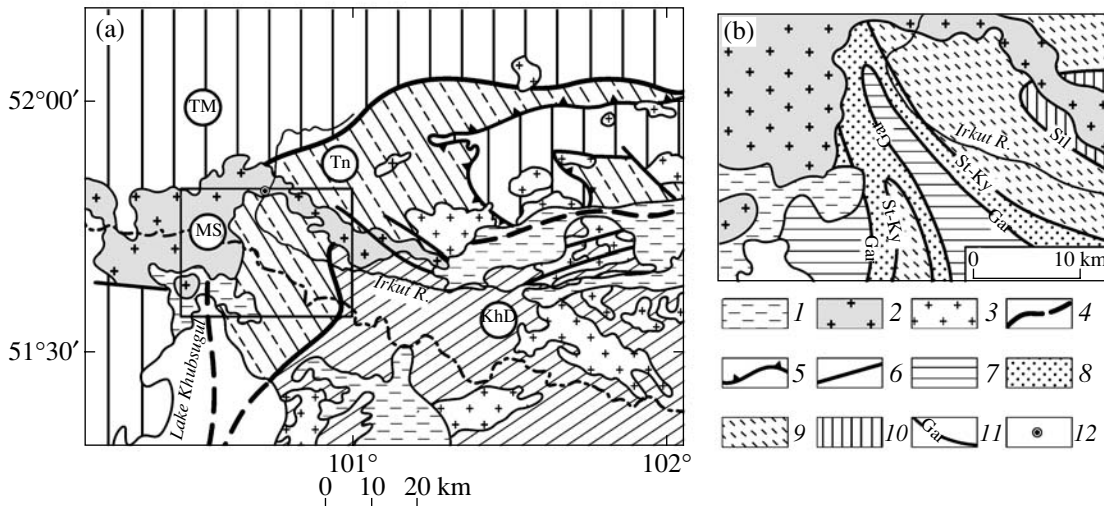 (a)
52°00′
51°30′
TM
Tn
MS
KhD
Irkut R.
Lake Khubsugul
101°
102°
0 10 20 km
(b)
Gar
Irkut R.
Sil
St-Ky
St-Ky
Gar
Gar
0 10 km
1 2 3 4
5 6 7 8
9 10 Gar 11 12